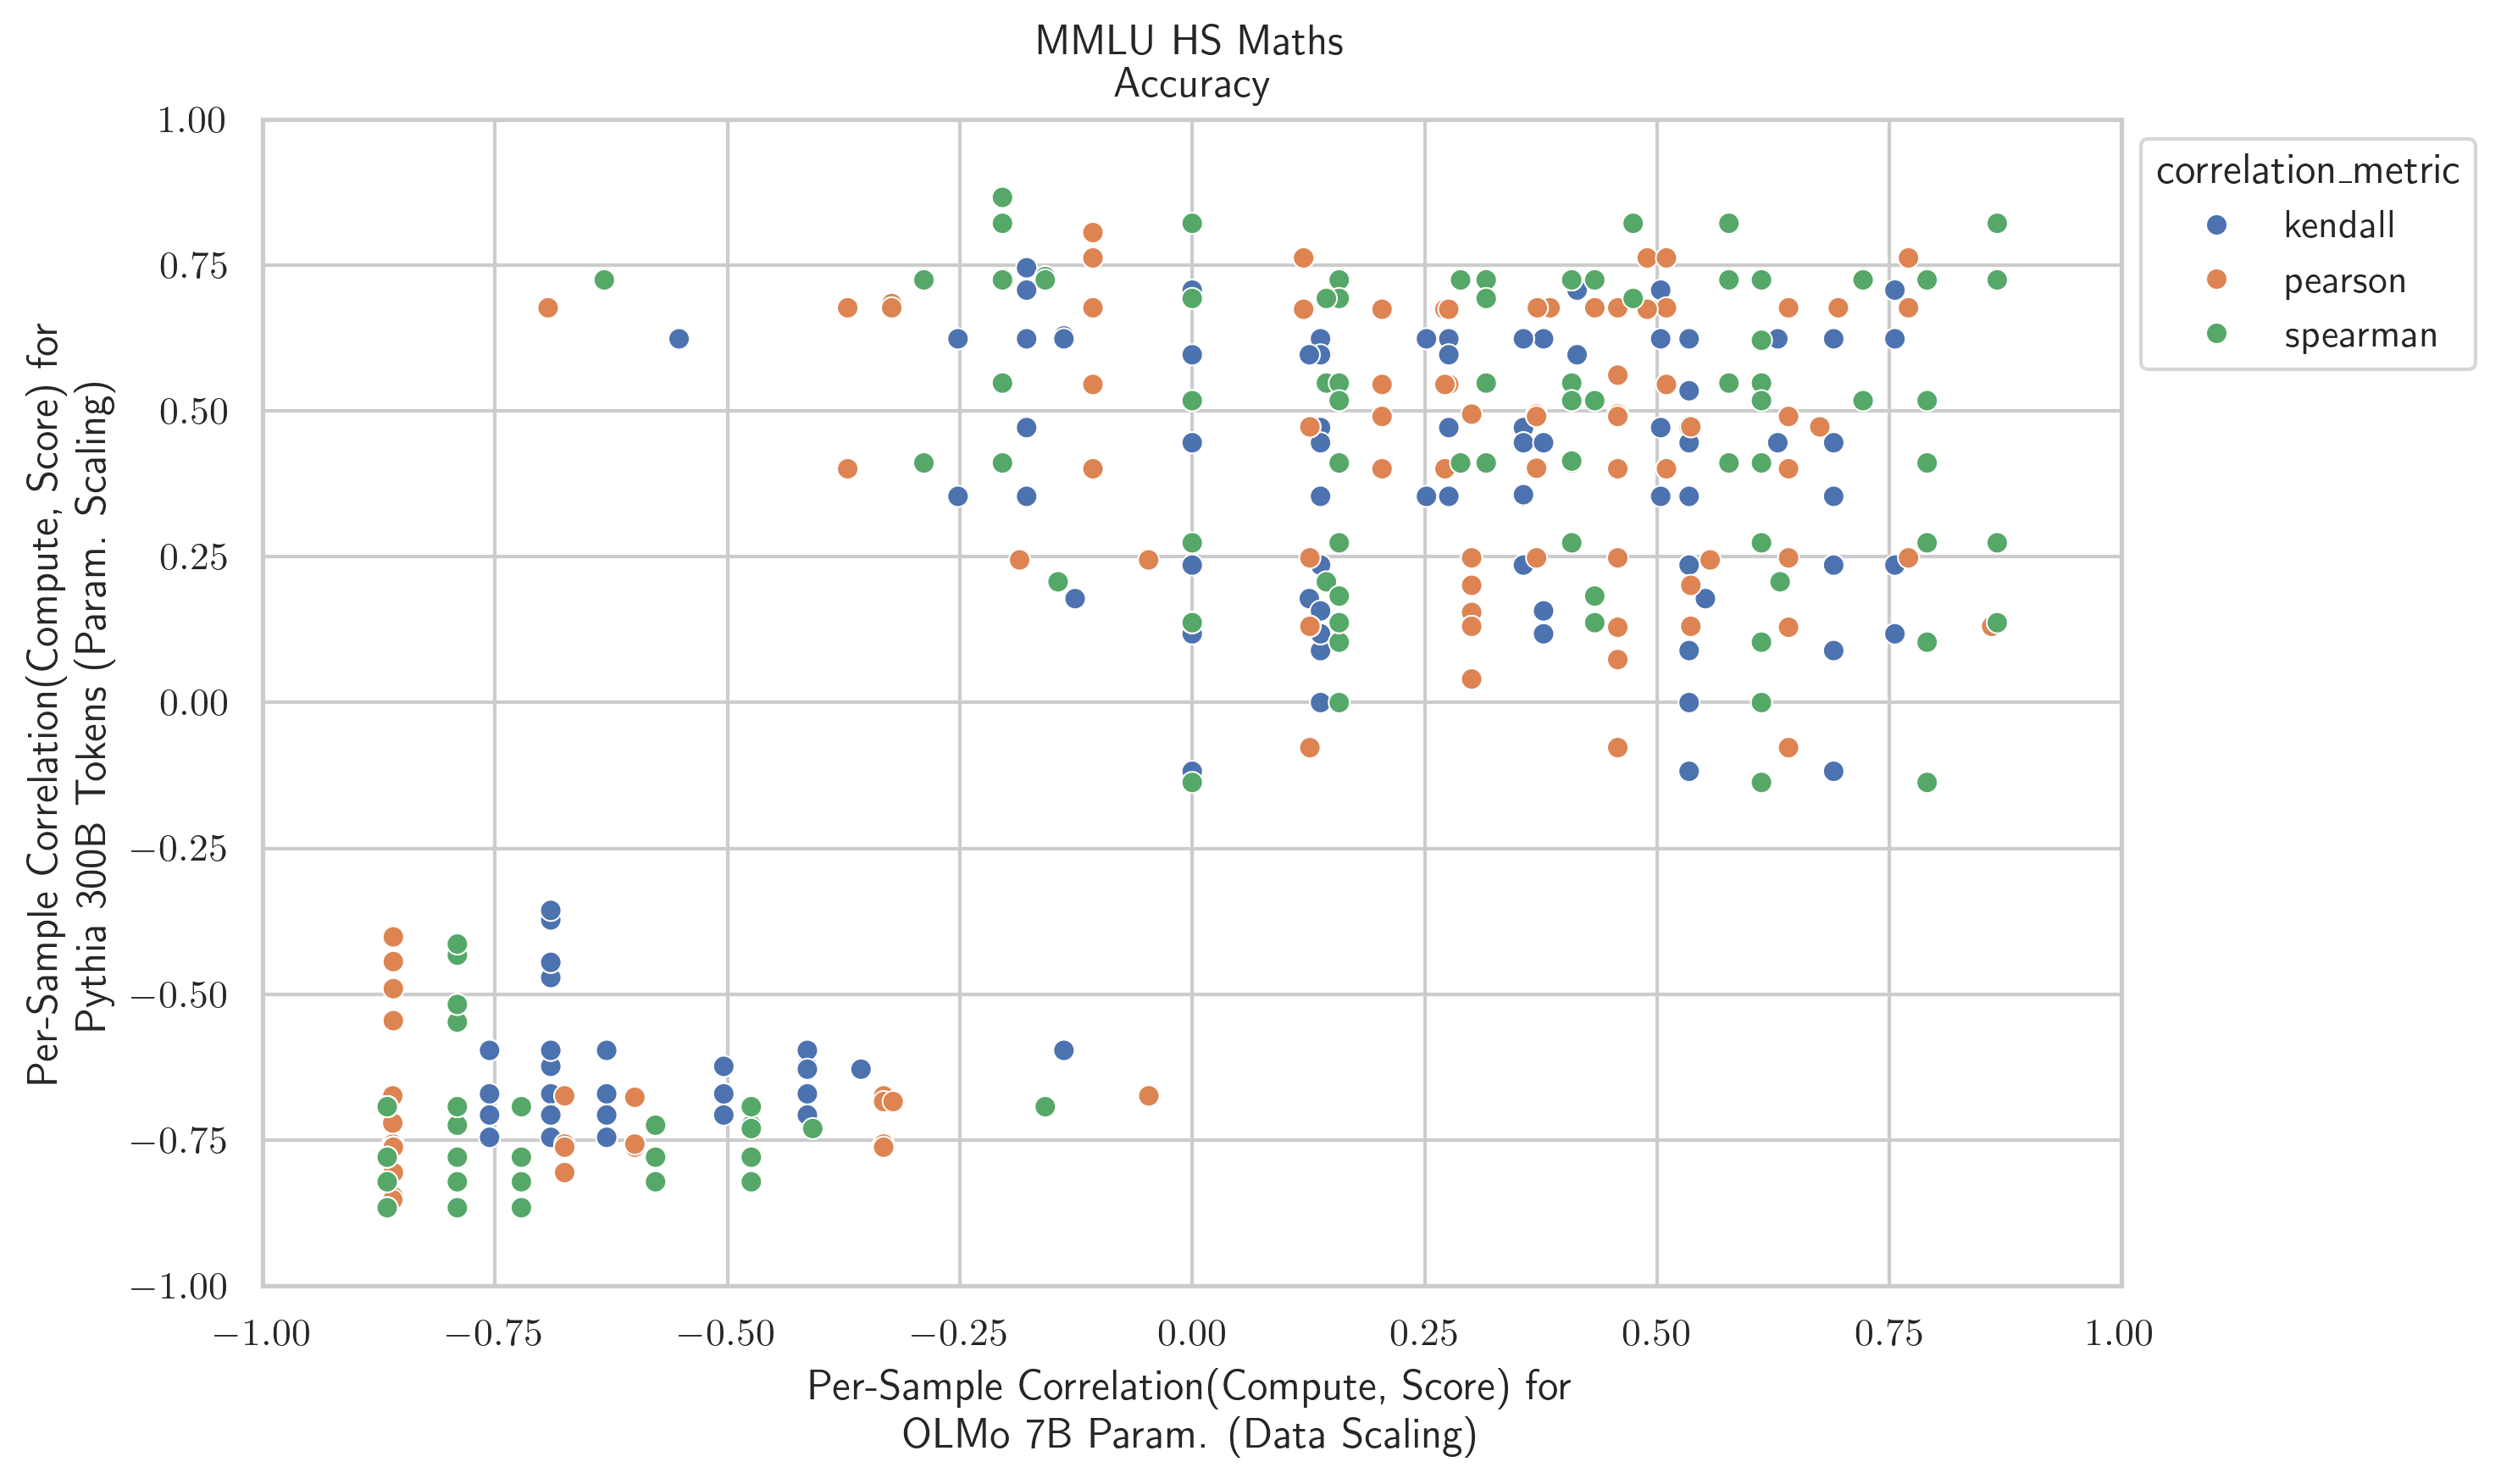 MMLU HS Maths
Accuracy
Per-Sample Correlation(Compute, Score) for
Pythia 300B Tokens (Param. Scaling)
1.00
0.75
0.50
0.25
0.00
−0.25
−0.50
−0.75
−1.00
−1.00 −0.75 −0.50 −0.25 0.00 0.25 0.50 0.75 1.00
Per-Sample Correlation(Compute, Score) for
OLMo 7B Param. (Data Scaling)
correlation_metric
kendall
pearson
spearman